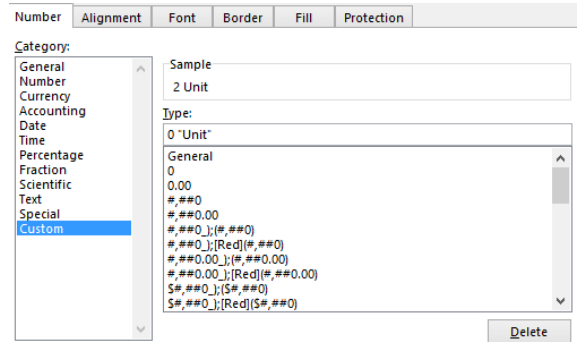 Number Alignment Font Border Fill Protection
Category:
General
Number
Currency
Accounting
Date
Time
Percentage
Fraction
Scientific
Text
Special
Custom
Sample
2 Unit
Type:
0 "Unit"
General
0
0.00
#,##0
#,##0.00
#,##0_);(#,##0)
#,##0_);[Red](#,##0)
#,##0.00_);(#,##0.00)
#,##0.00_);[Red](#,##0.00)
$#,##0_);($#,##0)
$#,##0_);[Red]($#,##0)
Delete